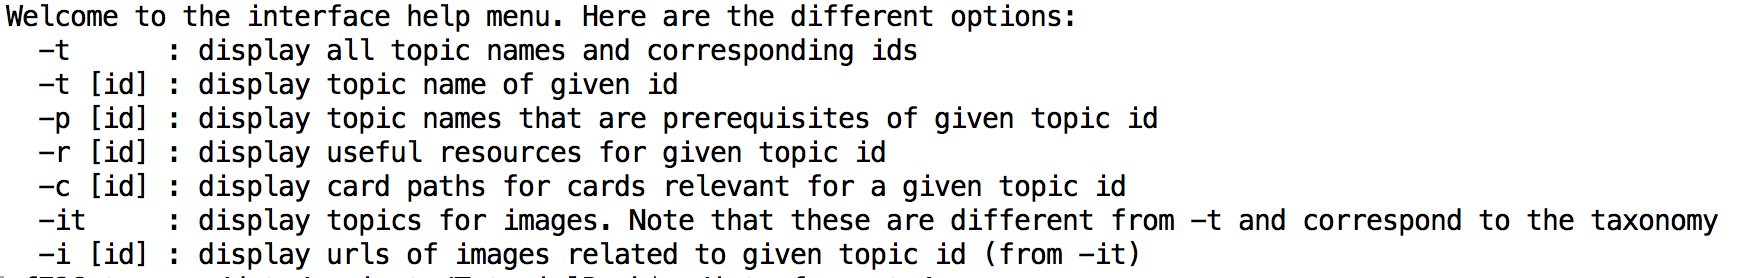 Welcome to the interface help menu. Here are the different options:
  -t      : display all topic names and corresponding ids
  -t [id] : display topic name of given id
  -p [id] : display topic names that are prerequisites of given topic id
  -r [id] : display useful resources for given topic id
  -c [id] : display card paths for cards relevant for a given topic id
  -it     : display topics for images. Note that these are different from -t and correspond to the taxonomy
  -i [id] : display urls of images related to given topic id (from -it)